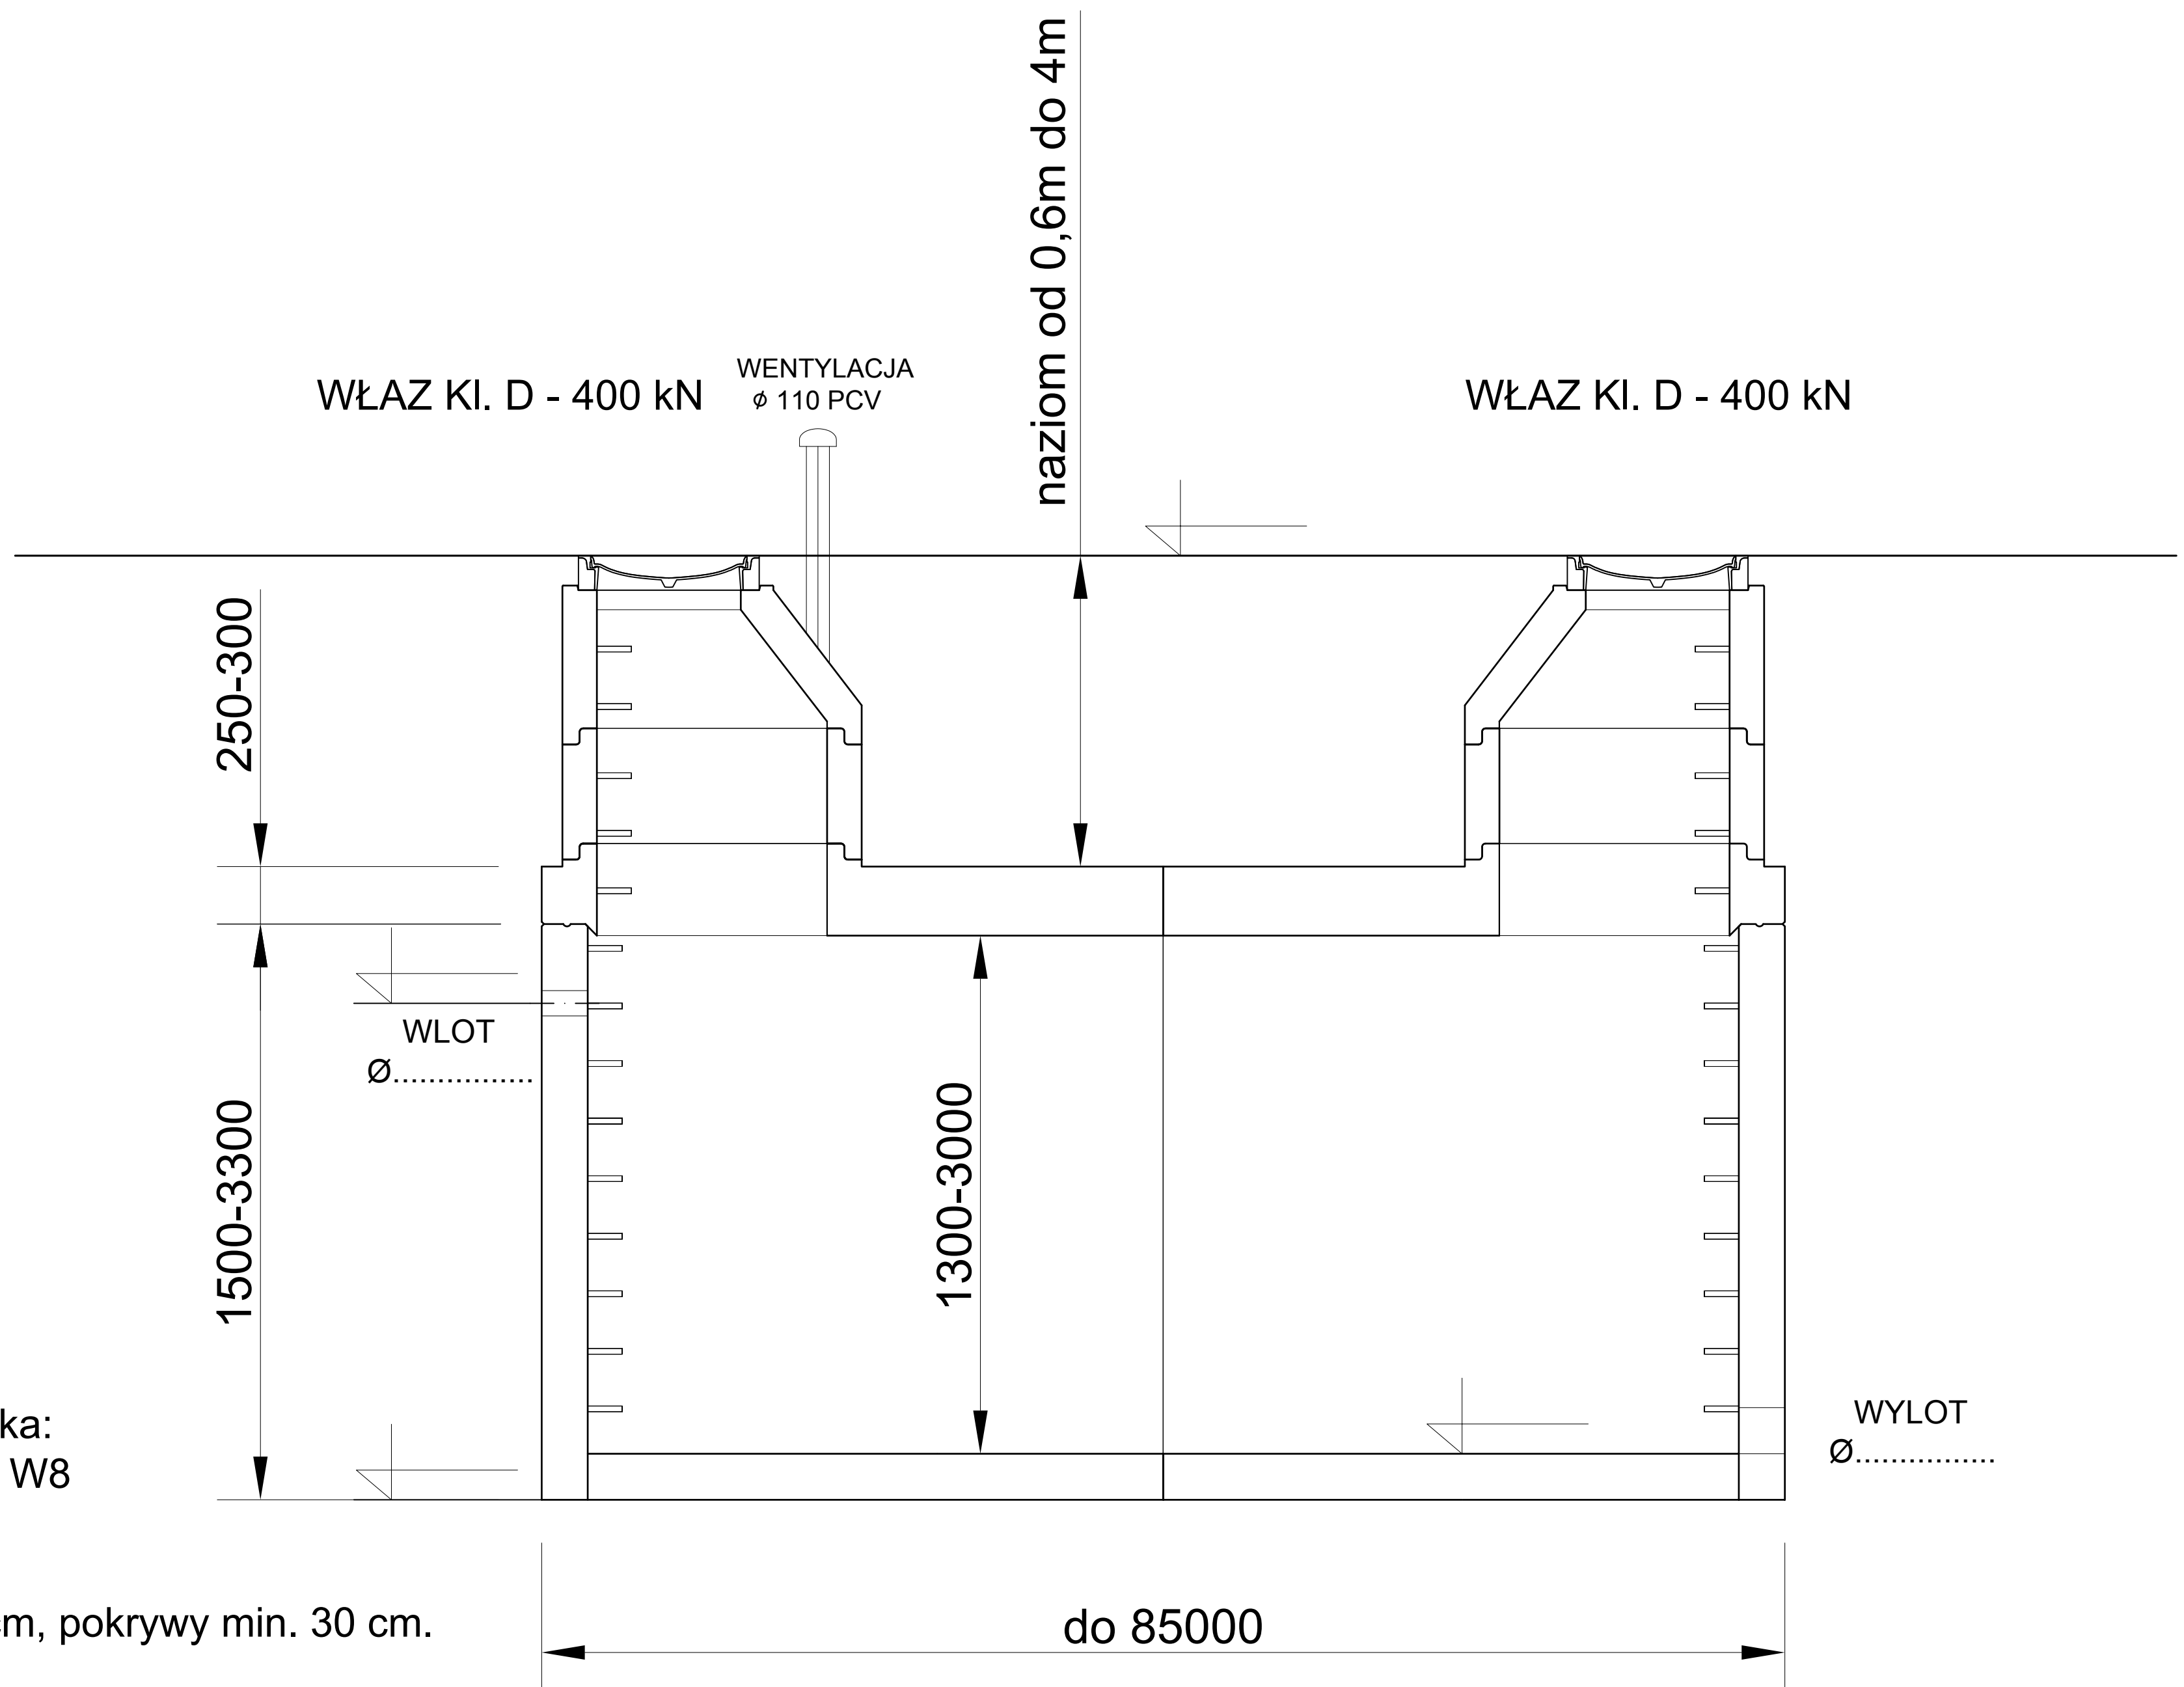 naziom od 0,6m do 4m
WŁAZ Kl. D - 400 kN
WENTYLACJA
ϕ 110 PCV
WŁAZ Kl. D - 400 kN
250-300
WLOT
Ø................
1500-3300
1300-3000
ka:
W8
WYLOT
Ø................
m, pokrywy min. 30 cm.
do 85000